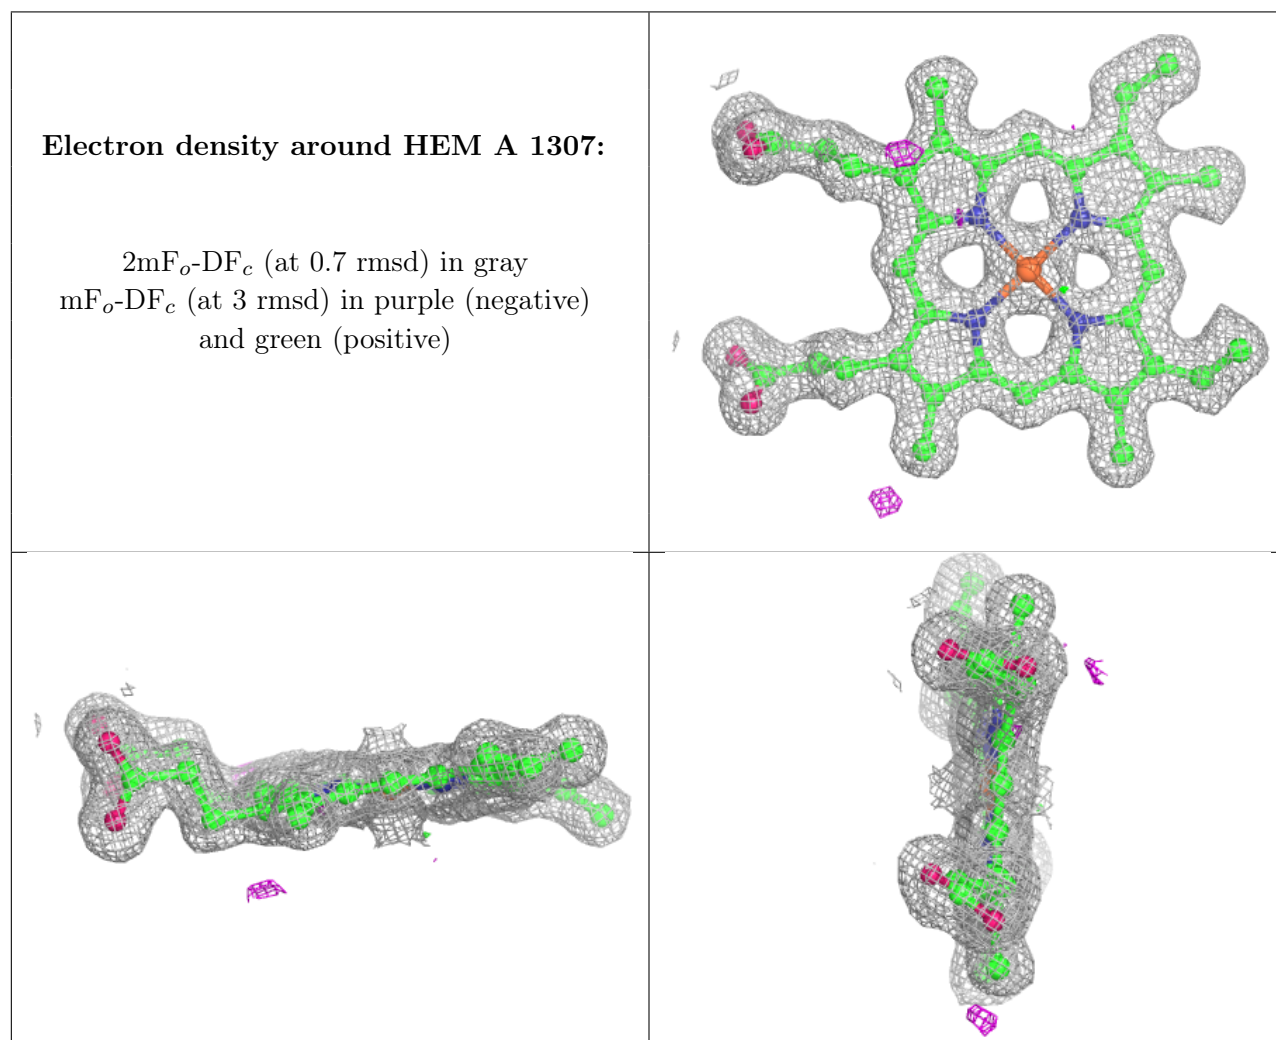 Electron density around HEM A 1307:
2mFo-DFc (at 0.7 rmsd) in gray
mFo-DFc (at 3 rmsd) in purple (negative)
and green (positive)